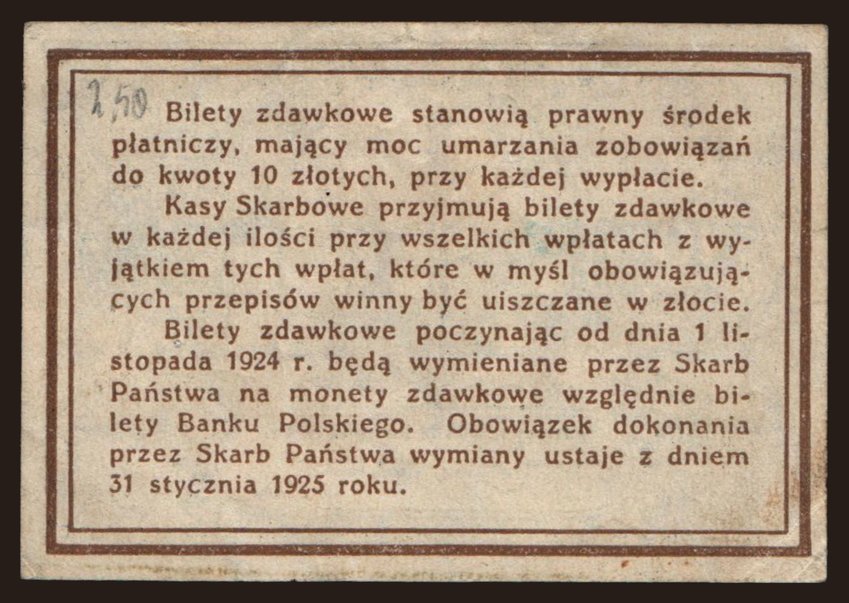 2,50
Bilety zdawkowe stanowią prawny środek
płatniczy, mający moc umarzania zobowiązań
do kwoty 10 złotych, przy każdej wypłacie.
Kasy Skarbowe przyjmują bilety zdawkowe
w każdej ilości przy wszelkich wpłatach z wy-
jątkiem tych wpłat, które w myśl obowiązują-
cych przepisów winny być uiszczane w złocie.
Bilety zdawkowe poczynając od dnia 1 li-
stopada 1924 r. będą wymieniane przez Skarb
Państwa na monety zdawkowe względnie bi-
lety Banku Polskiego. Obowiązek dokonania
przez Skarb Państwa wymiany ustaje z dniem
31 stycznia 1925 roku.